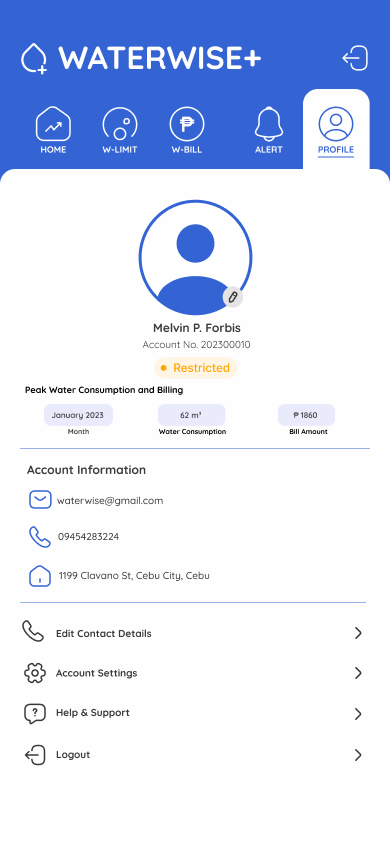 WATERWISE+
HOME W-LIMIT W-BILL ALERT PROFILE
Melvin P. Forbis
Account No. 202300010
Restricted
Peak Water Consumption and Billing
January 2023 62 m³ ₱ 1860
Month Water Consumption Bill Amount
Account Information
waterwise@gmail.com
09454283224
1199 Clavano St, Cebu City, Cebu
Edit Contact Details
Account Settings
Help & Support
Logout